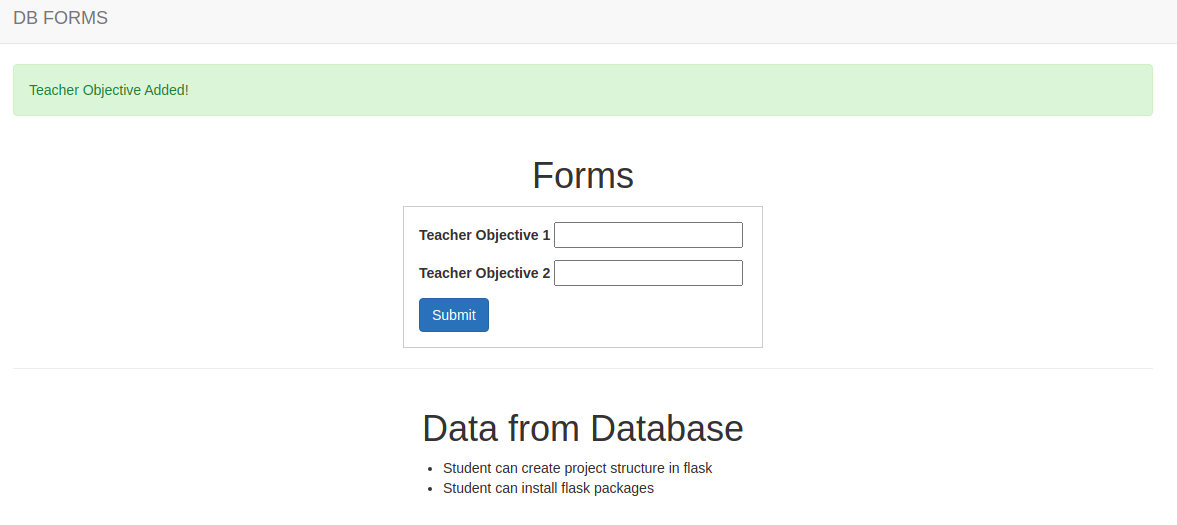 DB FORMS
Teacher Objective Added!
Forms
Teacher Objective 1
Teacher Objective 2
Submit
Data from Database
Student can create project structure in flask
Student can install flask packages